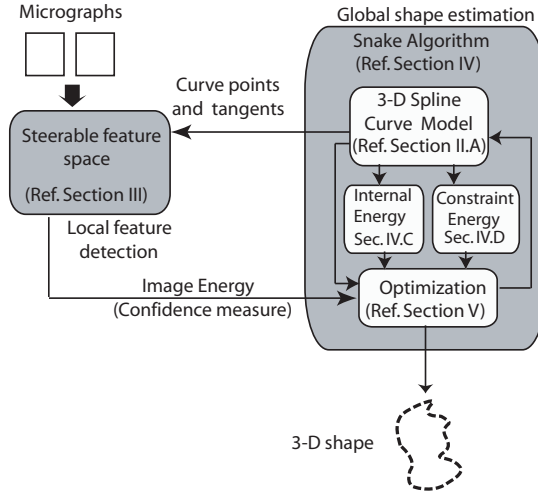 Micrographs
Global shape estimation
Snake Algorithm
(Ref. Section IV)
Curve points
and tangents
3-D Spline
Curve Model
(Ref. Section II.A)
Steerable feature
space
(Ref. Section III)
Internal
Energy
Sec. IV.C
Constraint
Energy
Sec. IV.D
Local feature
detection
Image Energy
(Confidence measure)
Optimization
(Ref. Section V)
3-D shape